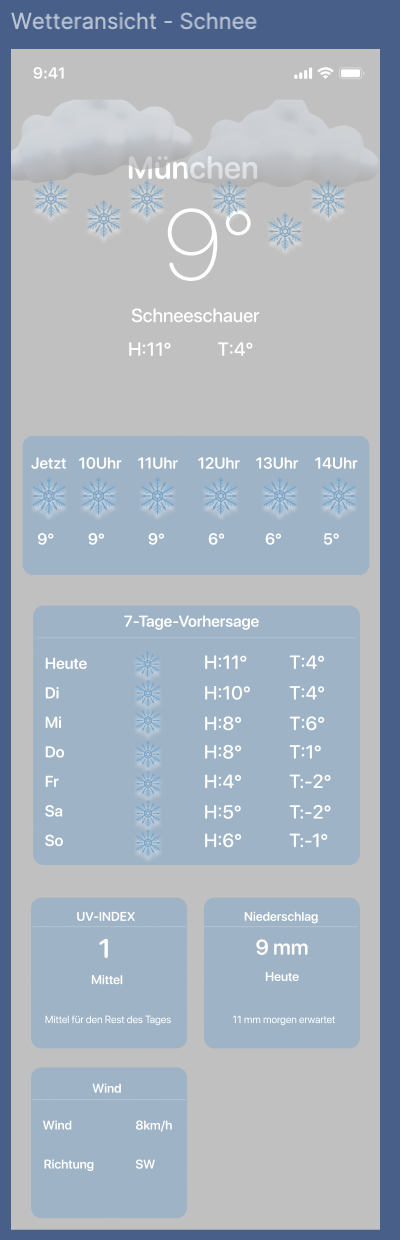 Wetteransicht - Schnee
9:41
München
9°
Schneeschauer
H:11° T:4°
Jetzt 10Uhr 11Uhr 12Uhr 13Uhr 14Uhr
9° 9° 9° 6° 6° 5°
7-Tage-Vorhersage
Heute H:11° T:4°
Di H:10° T:4°
Mi H:8° T:6°
Do H:8° T:1°
Fr H:4° T:-2°
Sa H:5° T:-2°
So H:6° T:-1°
UV-INDEX Niederschlag
1 9 mm
Mittel Heute
Mittel für den Rest des Tages 11 mm morgen erwartet
Wind
Wind 8km/h
Richtung SW